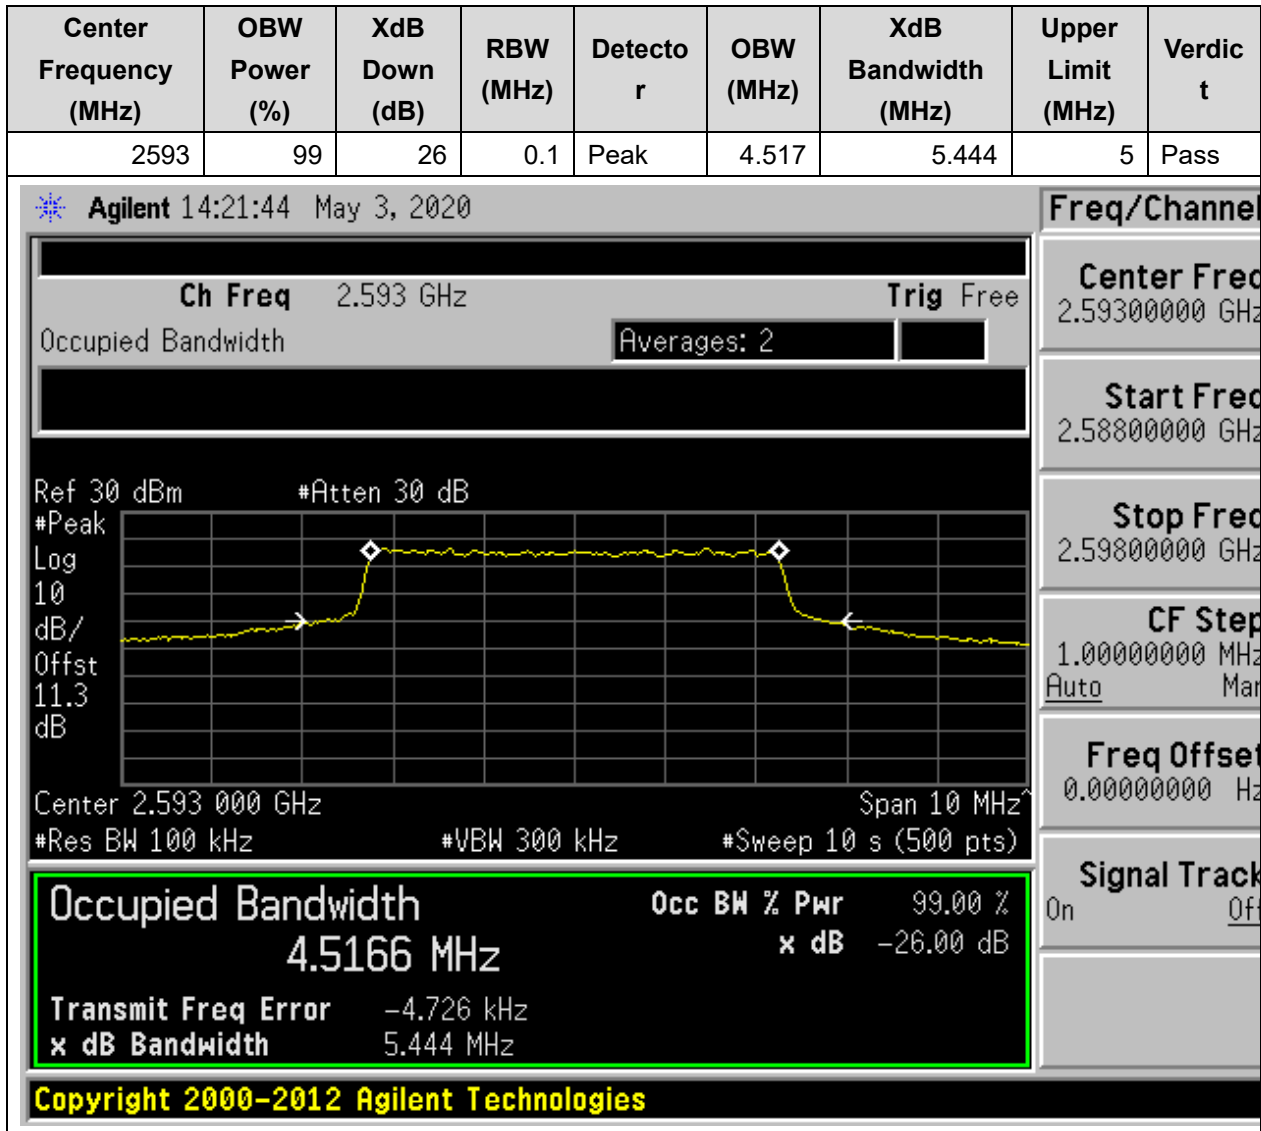 Center Frequency (MHz) OBW Power (%) XdB Down (dB) RBW (MHz) Detector OBW (MHz) XdB Bandwidth (MHz) Upper Limit (MHz) Verdict
2593 99 26 0.1 Peak 4.517 5.444 5 Pass
Agilent 14:21:44 May 3, 2020
Freq/Channel
Ch Freq 2.593 GHz Trig Free
Occupied Bandwidth Averages: 2
Center Freq
2.59300000 GHz
Start Freq
2.58800000 GHz
Stop Freq
2.59800000 GHz
CF Step
1.00000000 MHz
Auto Man
Freq Offset
0.00000000 Hz
Signal Track
On Off
Ref 30 dBm #Atten 30 dB
#Peak
Log
10
dB/
Offst
11.3
dB
Center 2.593 000 GHz Span 10 MHz^
#Res BW 100 kHz #VBW 300 kHz #Sweep 10 s (500 pts)
Occupied Bandwidth Occ BW % Pwr 99.00 %
4.5166 MHz x dB -26.00 dB
Transmit Freq Error -4.726 kHz
x dB Bandwidth 5.444 MHz
Copyright 2000-2012 Agilent Technologies